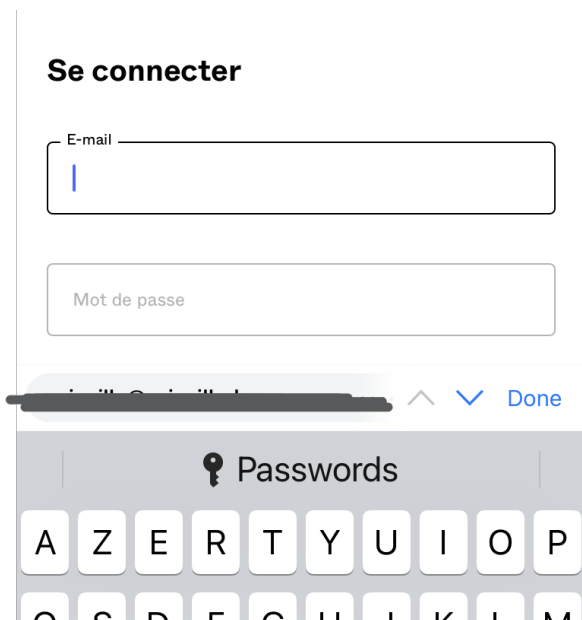 Se connecter
E-mail
Mot de passe
Done
Passwords
A Z E R T Y U I O P
Q S D F G H J K L M